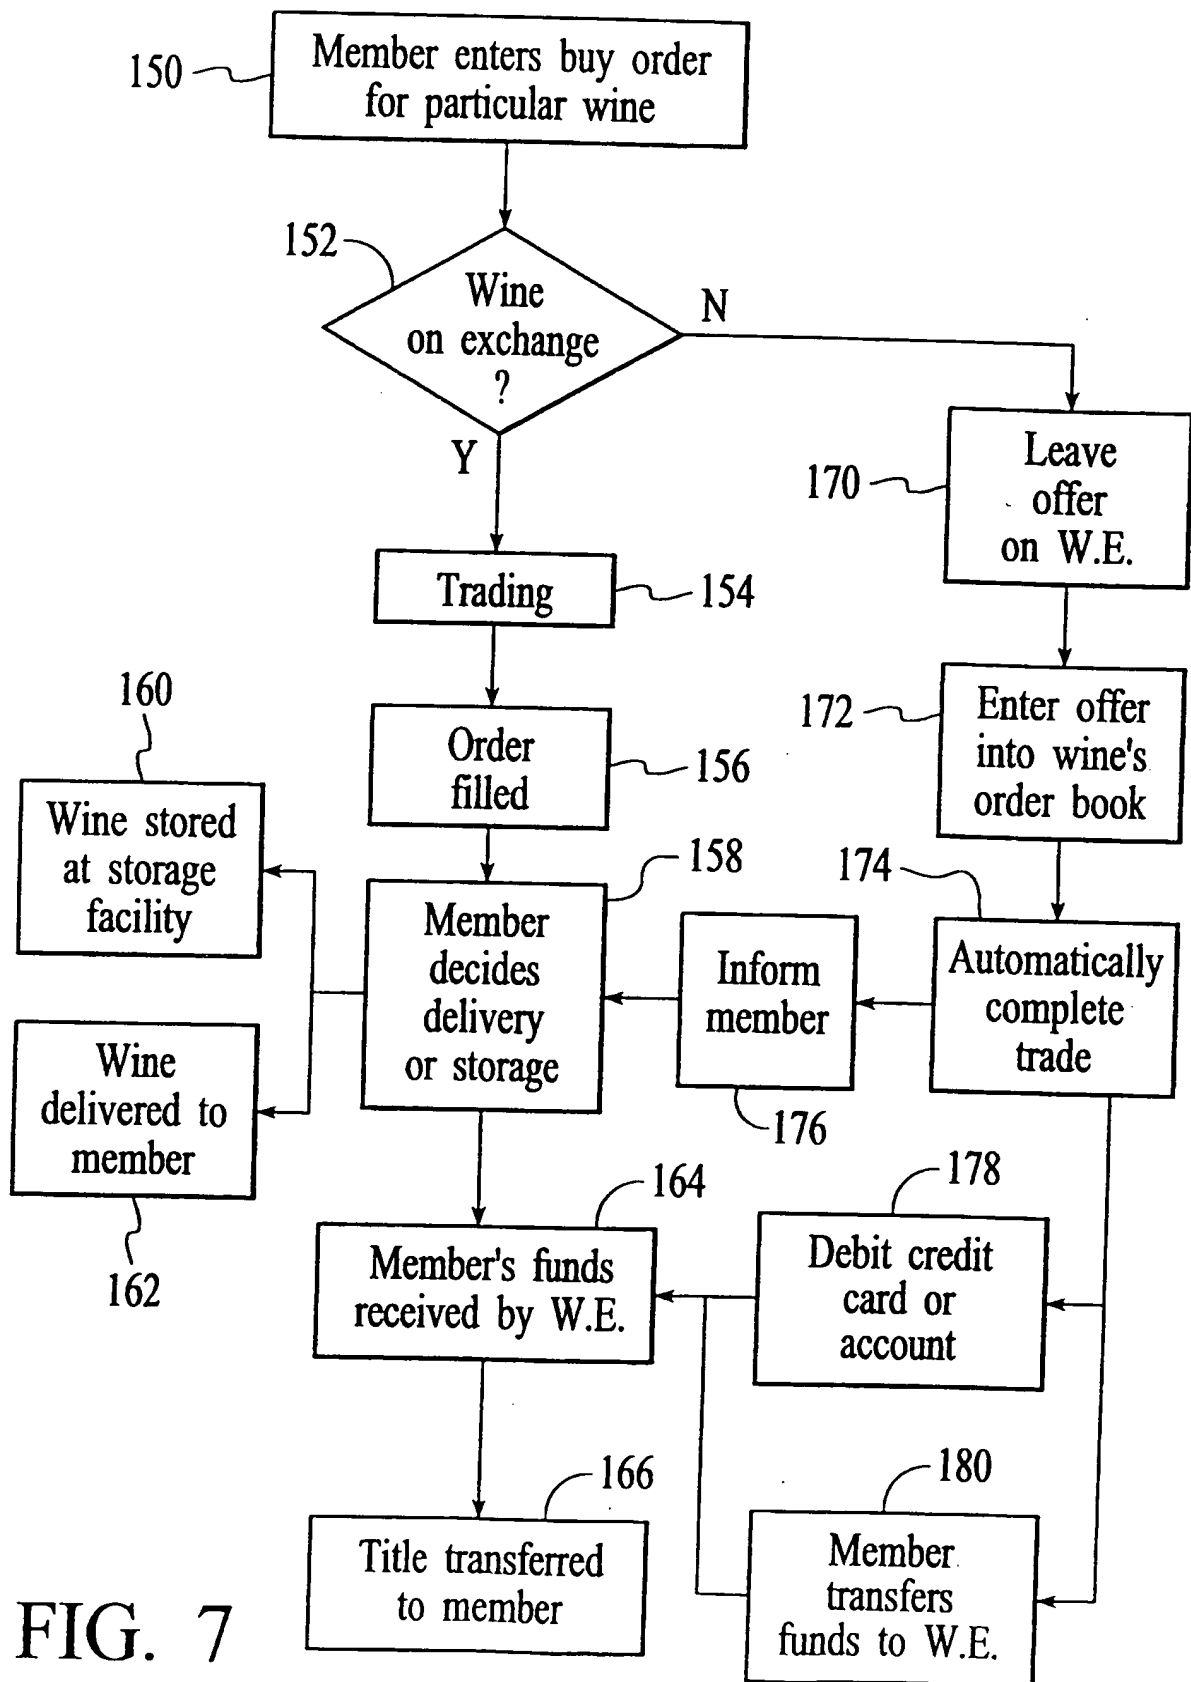 150
Member enters buy order
for particular wine
152
Wine
on exchange
?
N
Y
170
Leave
offer
on W.E.
Trading
154
160
172
Enter offer
into wine's
order book
Order
filled
156
Wine stored
at storage
facility
158
174
Member
decides
delivery
or storage
Inform
member
Automatically
complete
trade
Wine
delivered to
member
176
162
164
178
Member's funds
received by W.E.
Debit credit
card or
account
166
180
Title transferred
to member
Member
transfers
funds to W.E.
FIG. 7